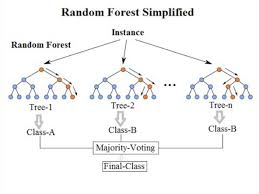 Random Forest Simplified
Instance
Random Forest
...
Tree-1 Tree-2 Tree-n
Class-A Class-B Class-B
Majority-Voting
Final-Class